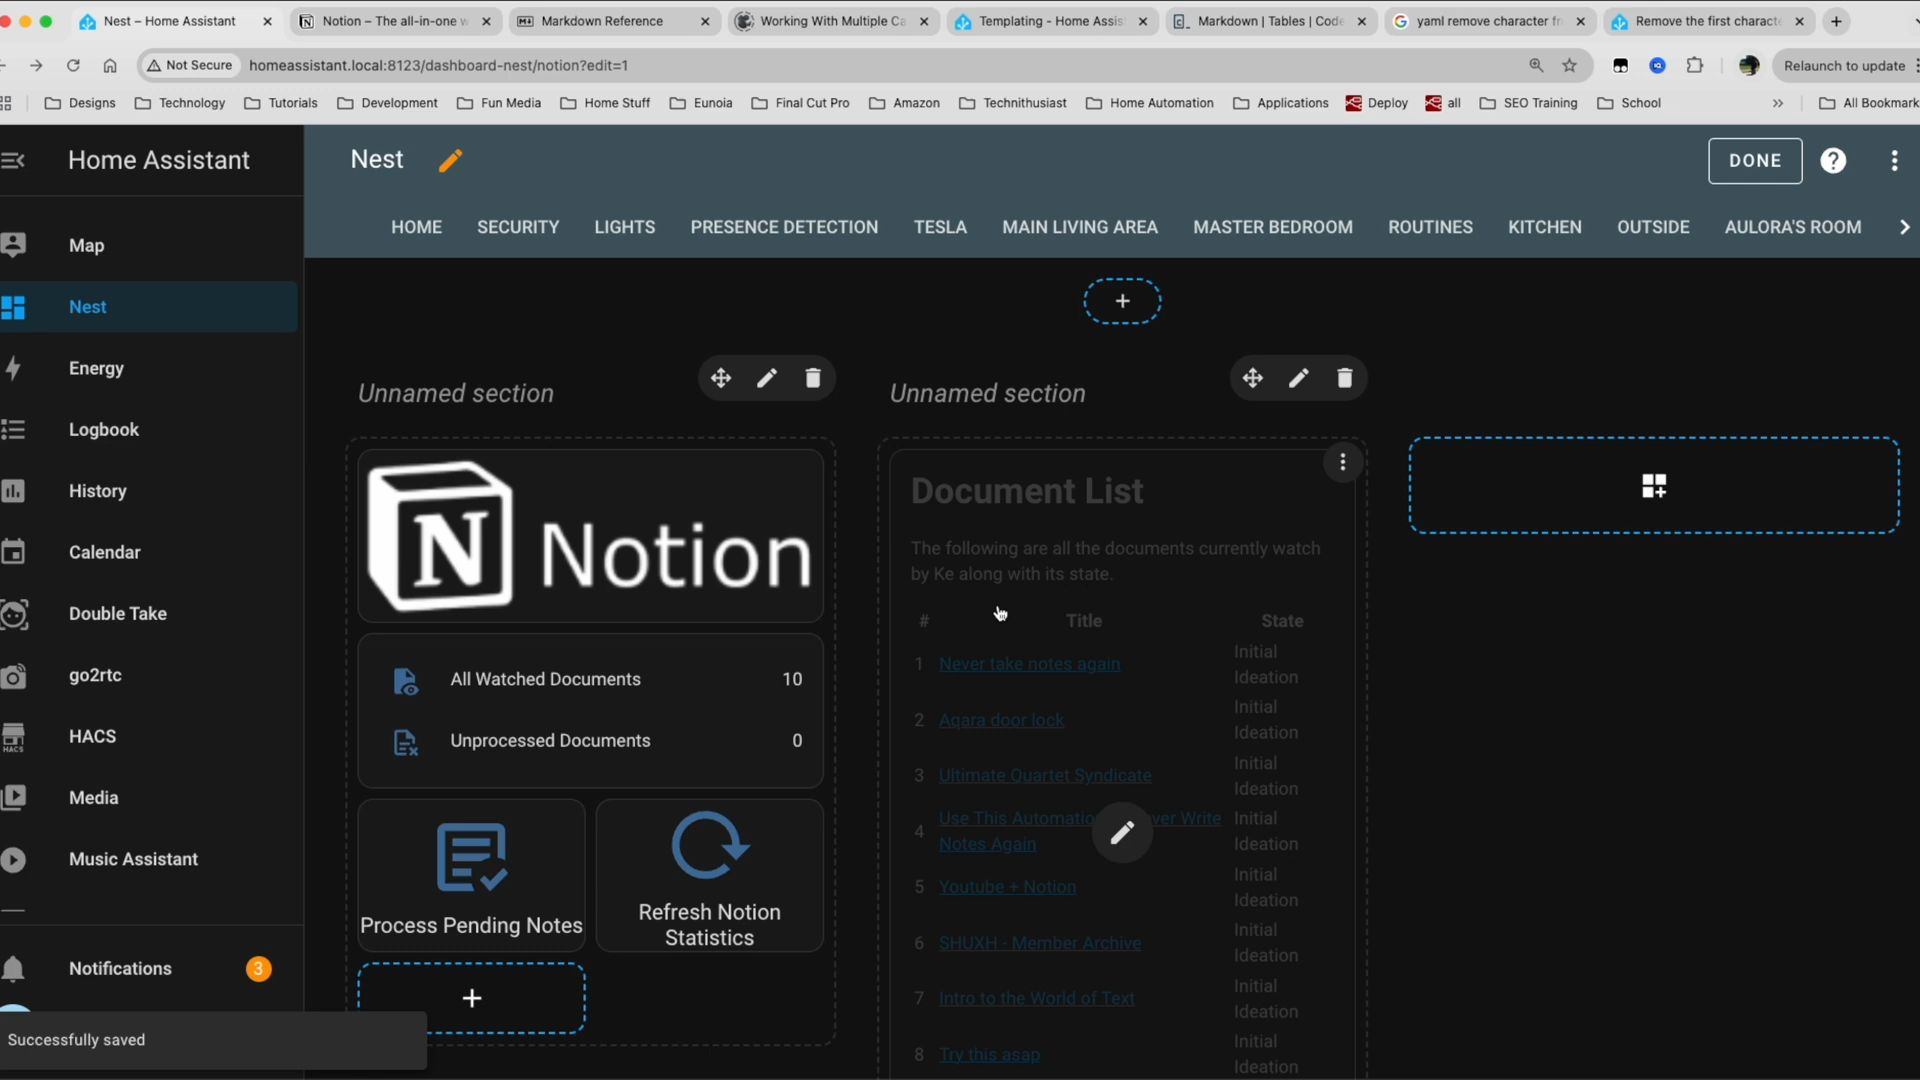 Nest – Home Assistant
Notion – The all-in-one w
Markdown Reference
Working With Multiple Ca
Templating - Home Assis
Markdown | Tables | Code
yaml remove character fr
Remove the first characte
Not Secure
homeassistant.local:8123/dashboard-nest/notion?edit=1
Relaunch to update
Designs
Technology
Tutorials
Development
Fun Media
Home Stuff
Eunoia
Final Cut Pro
Amazon
Technithusiast
Home Automation
Applications
Deploy
all
SEO Training
School
All Bookmark
Home Assistant
Nest
DONE
HOME
SECURITY
LIGHTS
PRESENCE DETECTION
TESLA
MAIN LIVING AREA
MASTER BEDROOM
ROUTINES
KITCHEN
OUTSIDE
AULORA'S ROOM
Map
Nest
Energy
Logbook
History
Calendar
Double Take
go2rtc
HACS
HACS
Media
Music Assistant
Notifications
3
Successfully saved
Unnamed section
N Notion
All Watched Documents 10
Unprocessed Documents 0
Process Pending Notes
Refresh Notion
Statistics
Unnamed section
Document List
The following are all the documents currently watch
by Ke along with its state.
# Title State
1 Never take notes again Initial
Ideation
2 Aqara door lock Initial
Ideation
3 Ultimate Quartet Syndicate Initial
Ideation
4 Use This Automatio ver Write Initial
Notes Again Ideation
5 Youtube + Notion Initial
Ideation
6 SHUXH - Member Archive Initial
Ideation
7 Intro to the World of Text Initial
Ideation
8 Try this asap Initial
Ideation